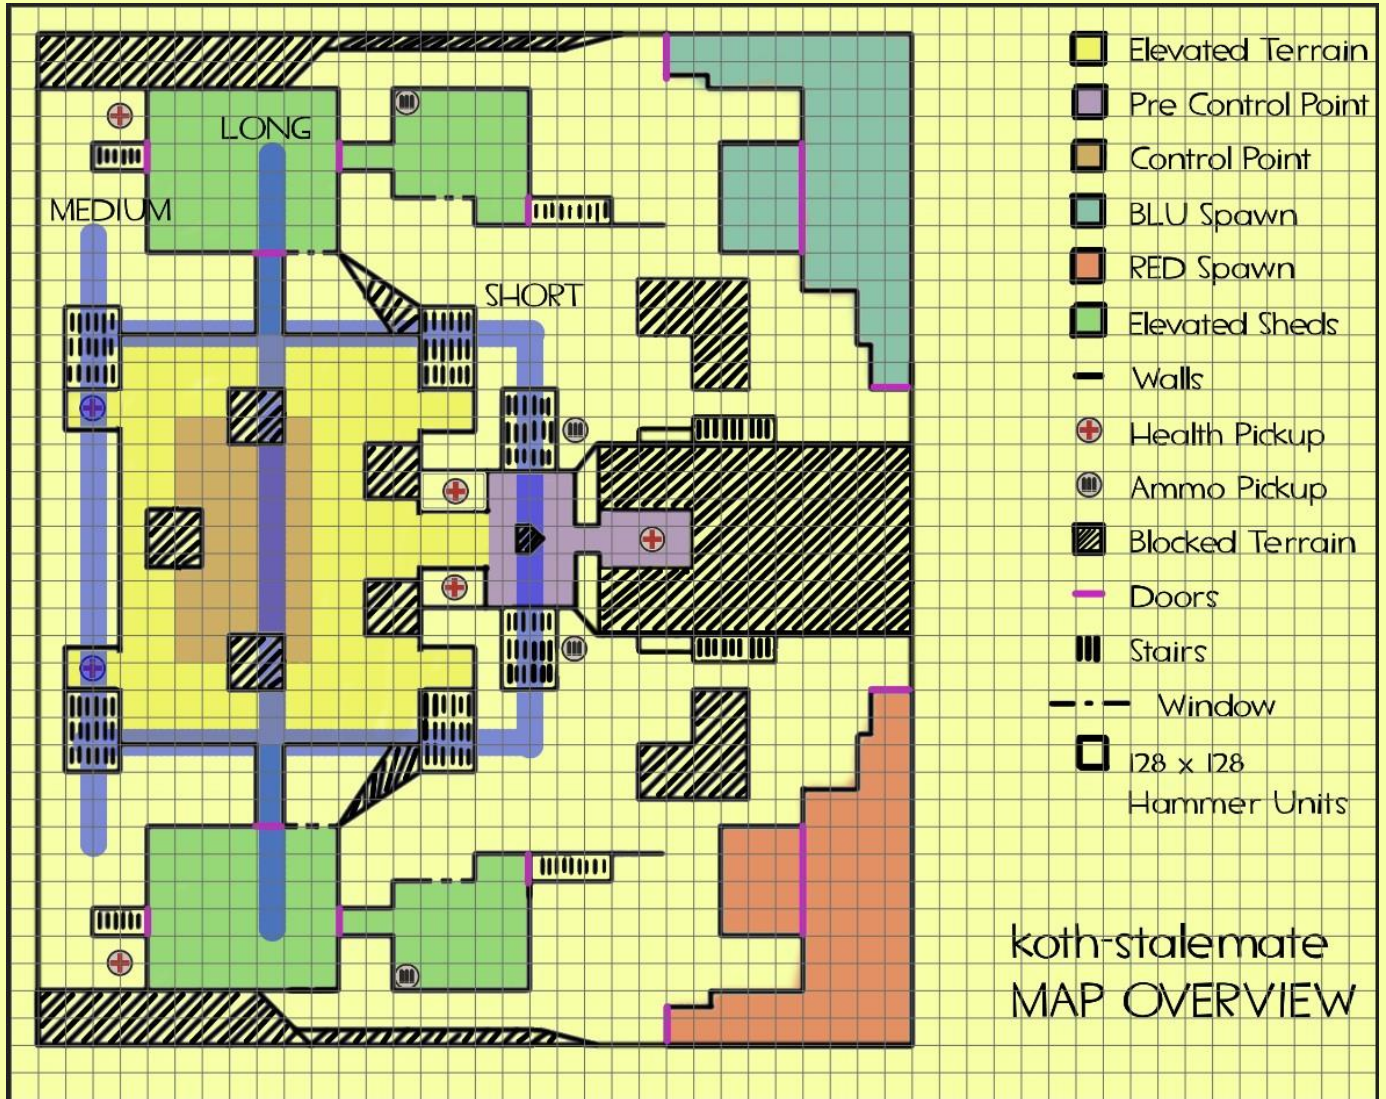 LONG
MEDIUM
SHORT
Elevated Terrain
Pre Control Point
Control Point
BLU Spawn
RED Spawn
Elevated Sheds
Walls
Health Pickup
Ammo Pickup
Blocked Terrain
Doors
Stairs
Window
128 x 128
Hammer Units
koth-stalemate
MAP OVERVIEW